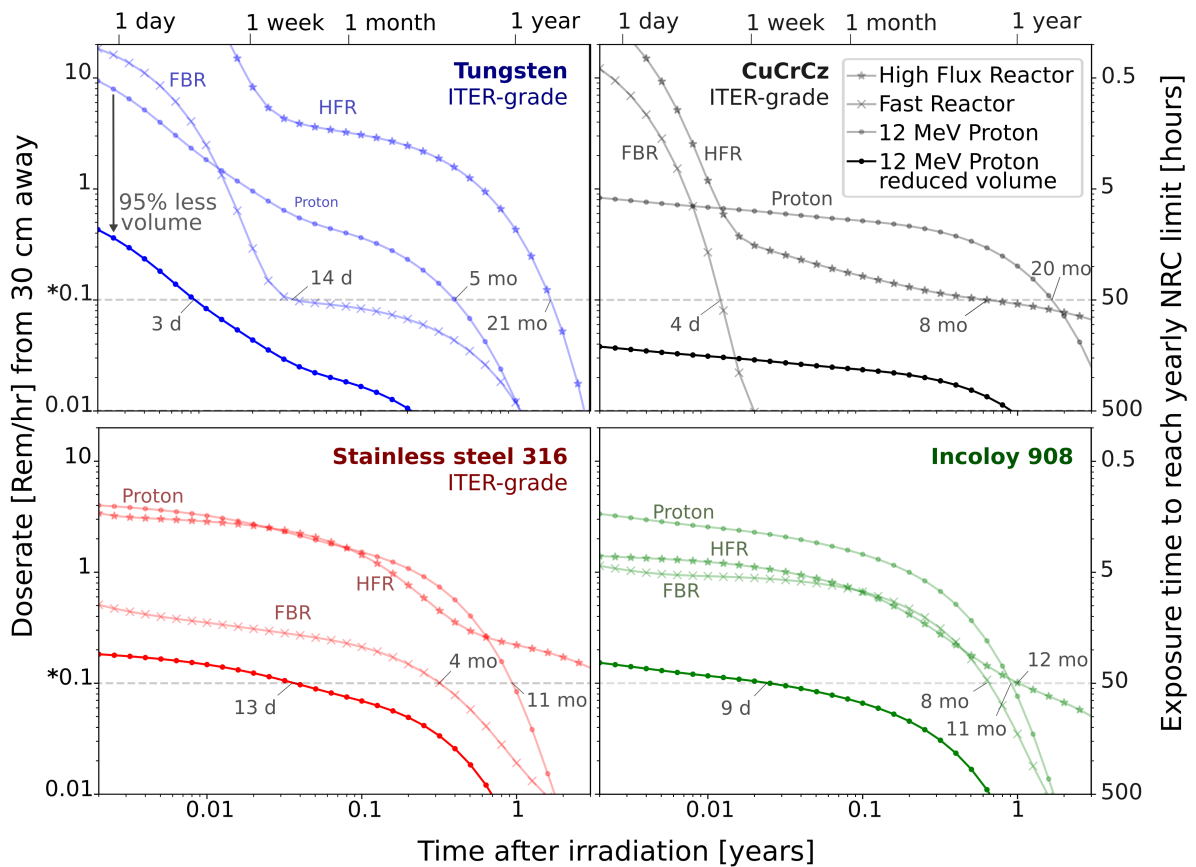 1 day
1 week
1 month
1 year
1 day
1 week
1 month
1 year
Doserate [Rem/hr] from 30 cm away
10
1
*0.1
0.01
Tungsten
ITER-grade
FBR
HFR
95% less
volume
Proton
14 d
5 mo
3 d
21 mo
CuCrCz
ITER-grade
High Flux Reactor
Fast Reactor
12 MeV Proton
12 MeV Proton
reduced volume
FBR
HFR
Proton
20 mo
4 d
8 mo
0.5
5
50
500
Exposure time to reach yearly NRC limit [hours]
10
1
*0.1
0.01
Stainless steel 316
ITER-grade
Proton
HFR
FBR
4 mo
13 d
11 mo
0.01
0.1
1
Incoloy 908
Proton
HFR
FBR
12 mo
9 d
8 mo
11 mo
0.5
5
50
500
0.01
0.1
1
Time after irradiation [years]